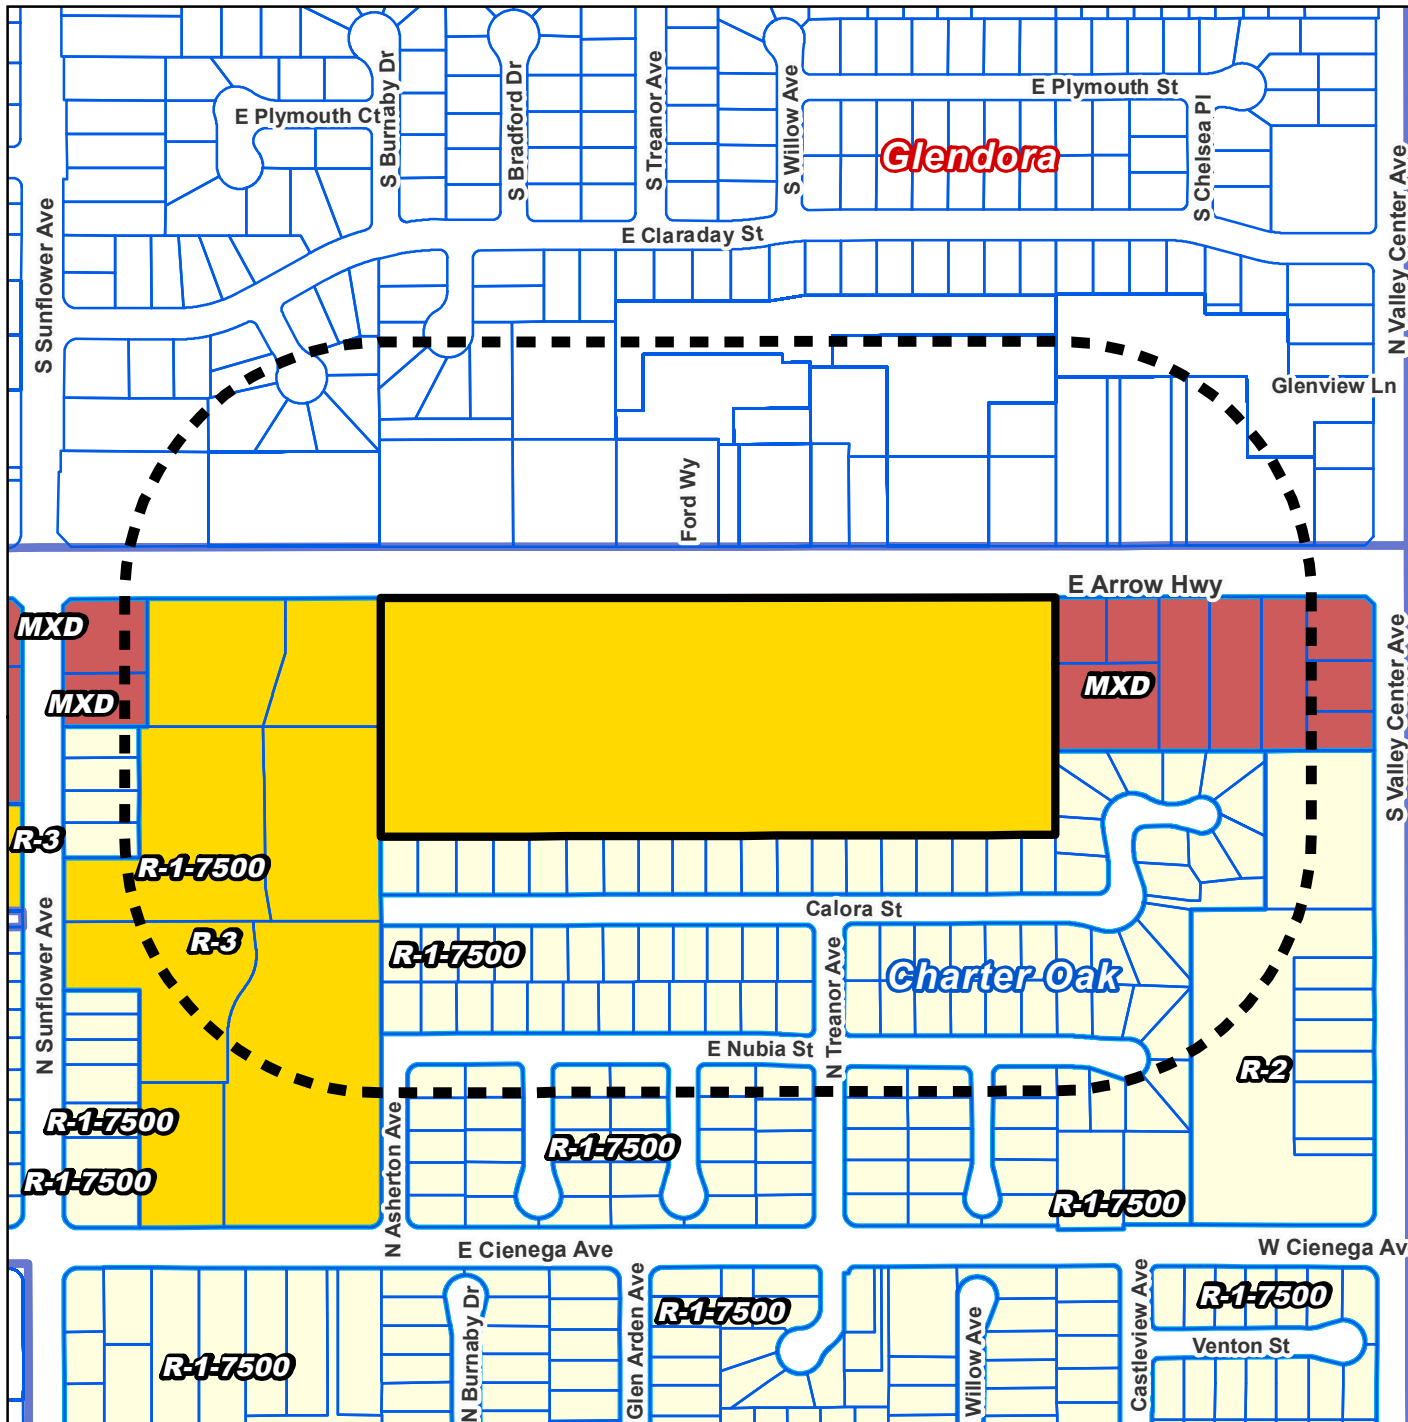 E Plymouth St
E Plymouth Ct
S Burnaby Dr
S Bradford Dr
S Treanor Ave
S Willow Ave
S Chelsea Pl
Glendora
N Valley Center Ave
S Sunflower Ave
E Claraday St
Glenview Ln
Ford Wy
E Arrow Hwy
MXD
MXD
MXD
S Valley Center Ave
R-3
R-1-7500
Calora St
R-3
R-1-7500
N Treanor Ave
Charter Oak
N Sunflower Ave
E Nubia St
R-2
R-1-7500
R-1-7500
R-1-7500
R-1-7500
N Asherton Ave
E Cienega Ave
W Cienega Av
N Burnaby Dr
Glen Arden Ave
R-1-7500
Willow Ave
Castleview Ave
R-1-7500
Venton St
R-1-7500